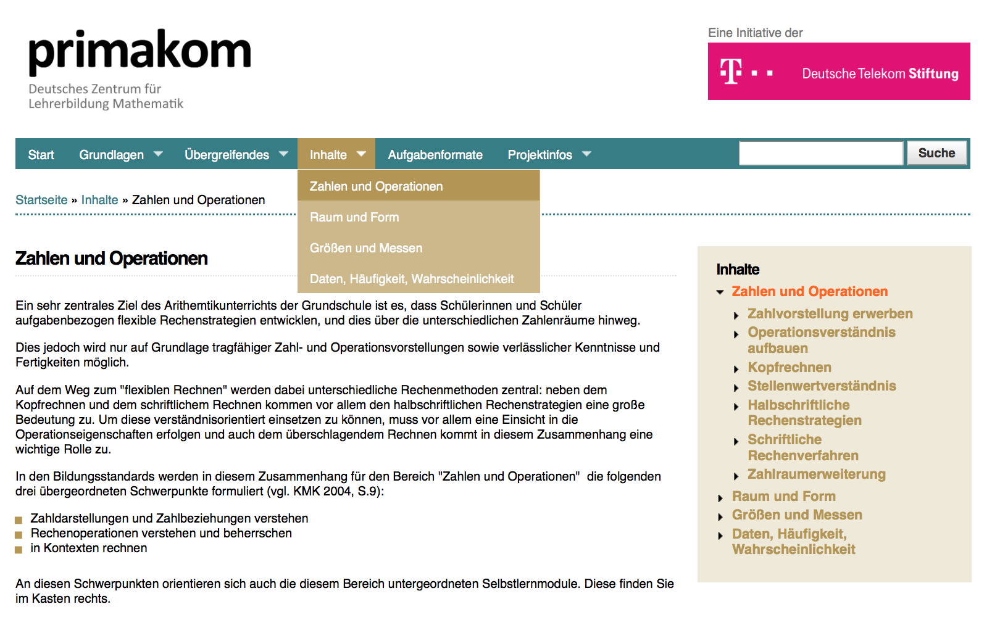 primakom
Deutsches Zentrum für
Lehrerbildung Mathematik
Eine Initiative der
T Deutsche Telekom Stiftung
Start Grundlagen Übergreifendes Inhalte Aufgabenformate Projektinfos Suche
Zahlen und Operationen
Raum und Form
Größen und Messen
Daten, Häufigkeit, Wahrscheinlichkeit
Startseite » Inhalte » Zahlen und Operationen
Zahlen und Operationen
Ein sehr zentrales Ziel des Arithemtikunterrichts der Grundschule ist es, dass Schülerinnen und Schüler
aufgabenbezogen flexible Rechenstrategien entwicklen, und dies über die unterschiedlichen Zahlenräume hinweg.
Dies jedoch wird nur auf Grundlage tragfähiger Zahl- und Operationsvorstellungen sowie verlässlicher Kenntnisse und
Fertigkeiten möglich.
Auf dem Weg zum "flexiblen Rechnen" werden dabei unterschiedliche Rechenmethoden zentral: neben dem
Kopfrechnen und dem schriftlichem Rechnen kommen vor allem den halbschriftlichen Rechenstrategien eine große
Bedeutung zu. Um diese verständnisorientiert einsetzen zu können, muss vor allem eine Einsicht in die
Operationseigenschaften erfolgen und auch dem überschlagendem Rechnen kommt in diesem Zusammenhang eine
wichtige Rolle zu.
In den Bildungsstandards werden in diesem Zusammenhang für den Bereich "Zahlen und Operationen" die folgenden
drei übergeordneten Schwerpunkte formuliert (vgl. KMK 2004, S.9):
Zahldarstellungen und Zahlbeziehungen verstehen
Rechenoperationen verstehen und beherrschen
in Kontexten rechnen
An diesen Schwerpunkten orientieren sich auch die diesem Bereich untergeordneten Selbstlernmodule. Diese finden Sie
im Kasten rechts.
Inhalte
Zahlen und Operationen
Zahlvorstellung erwerben
Operationsverständnis
aufbauen
Kopfrechnen
Stellenwertverständnis
Halbschriftliche
Rechenstrategien
Schriftliche
Rechenverfahren
Zahlraumerweiterung
Raum und Form
Größen und Messen
Daten, Häufigkeit,
Wahrscheinlichkeit